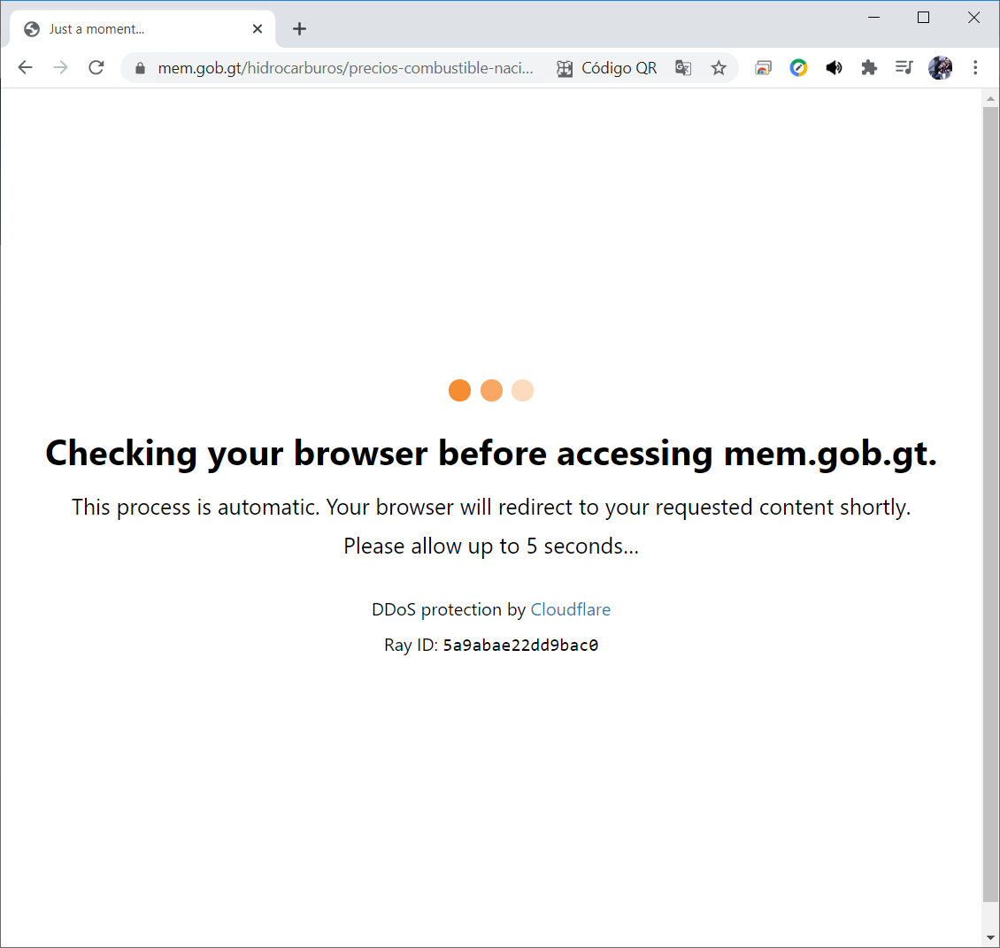 Just a moment...
mem.gob.gt/hidrocarburos/precios-combustible-naci...
Código QR
Checking your browser before accessing mem.gob.gt.
This process is automatic. Your browser will redirect to your requested content shortly.
Please allow up to 5 seconds...
DDoS protection by Cloudflare
Ray ID: 5a9abae22dd9bac0